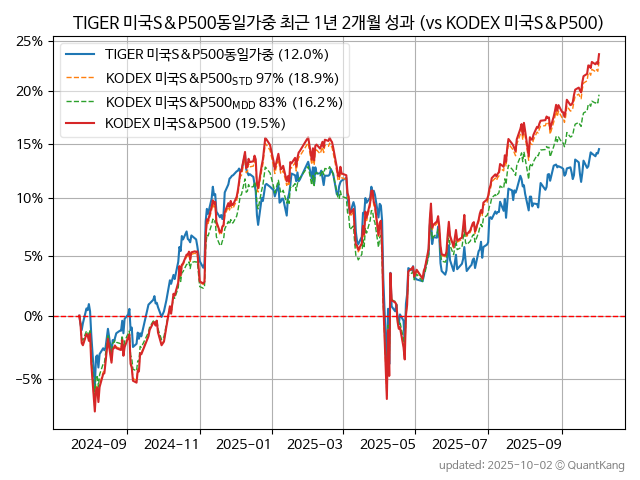 TIGER 미국S&P500동일가중 최근 1년 2개월 성과 (vs KODEX 미국S&P500)
TIGER 미국S&P500동일가중 (12.0%)
KODEX 미국S&P500STD 97% (18.9%)
KODEX 미국S&P500MDD 83% (16.2%)
KODEX 미국S&P500 (19.5%)
25%
20%
15%
10%
5%
0%
−5%
2024-09
2024-11
2025-01
2025-03
2025-05
2025-07
2025-09
updated: 2025-10-02 © QuantKang